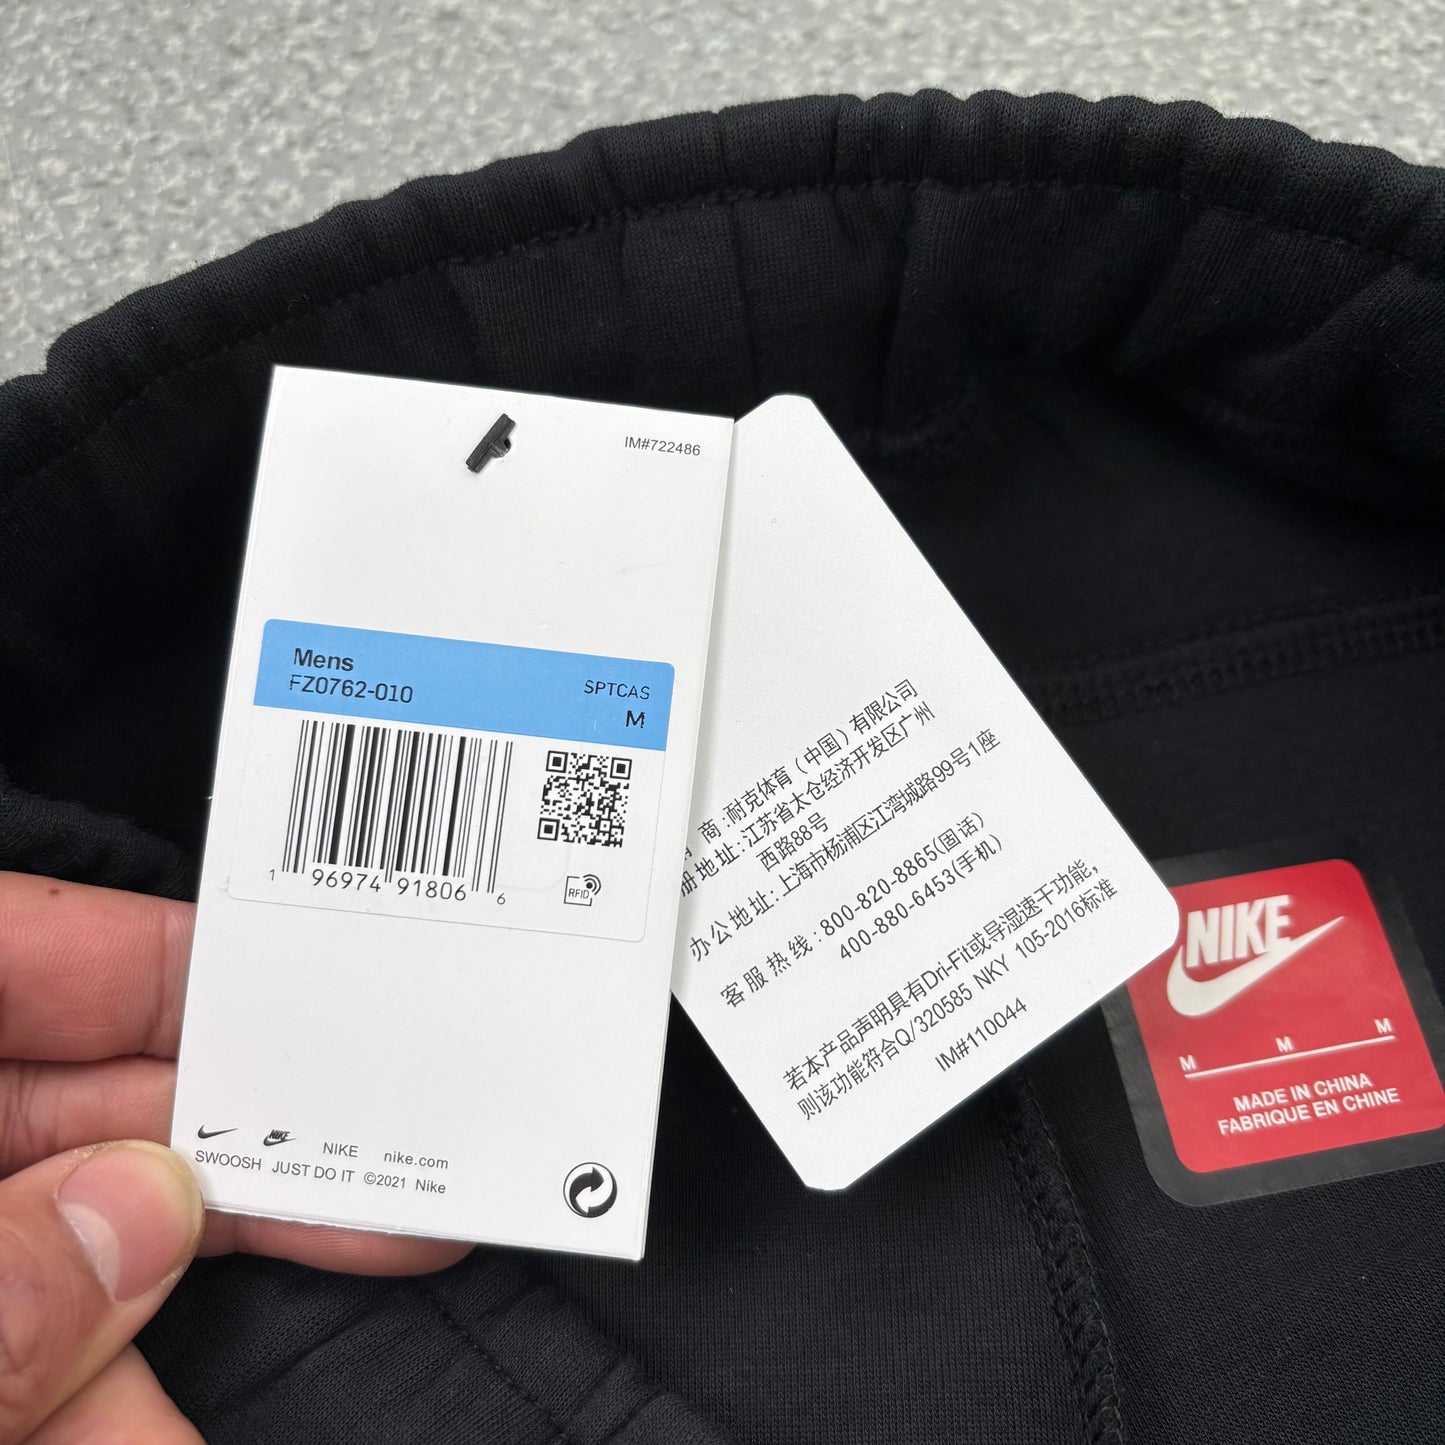 IM#722486
Mens
FZ0762-010
SPTCAS
M
1 96974 91806 6
RFID
NIKE
NIKE nike.com
SWOOSH JUST DO IT ©2021 Nike
商:耐克体育(中国)有限公司
册地址:江苏省太仓经济开发区广州
西路88号
办公地址:上海市杨浦区江湾城路99号1座
客服热线:800-820-8865(固话)
400-880-6453(手机)
若本产品声明具有Dri-Fit或导湿速干功能,
则该功能符合Q/320585 NKY 105-2016标准
IM#110044
NIKE
M M M
MADE IN CHINA
FABRIQUE EN CHINE